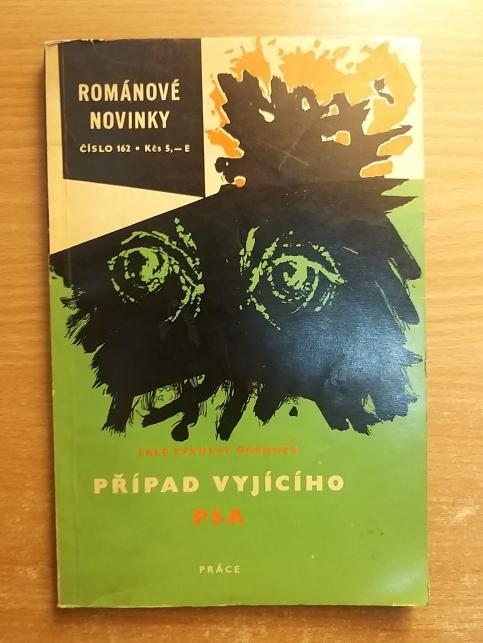 ROMÁNOVÉ
NOVINKY
ČÍSLO 162 • Kčs 5,— E
ERLE STANLEY GARDNER
PŘÍPAD VYJÍCÍHO
PSA
PRÁCE